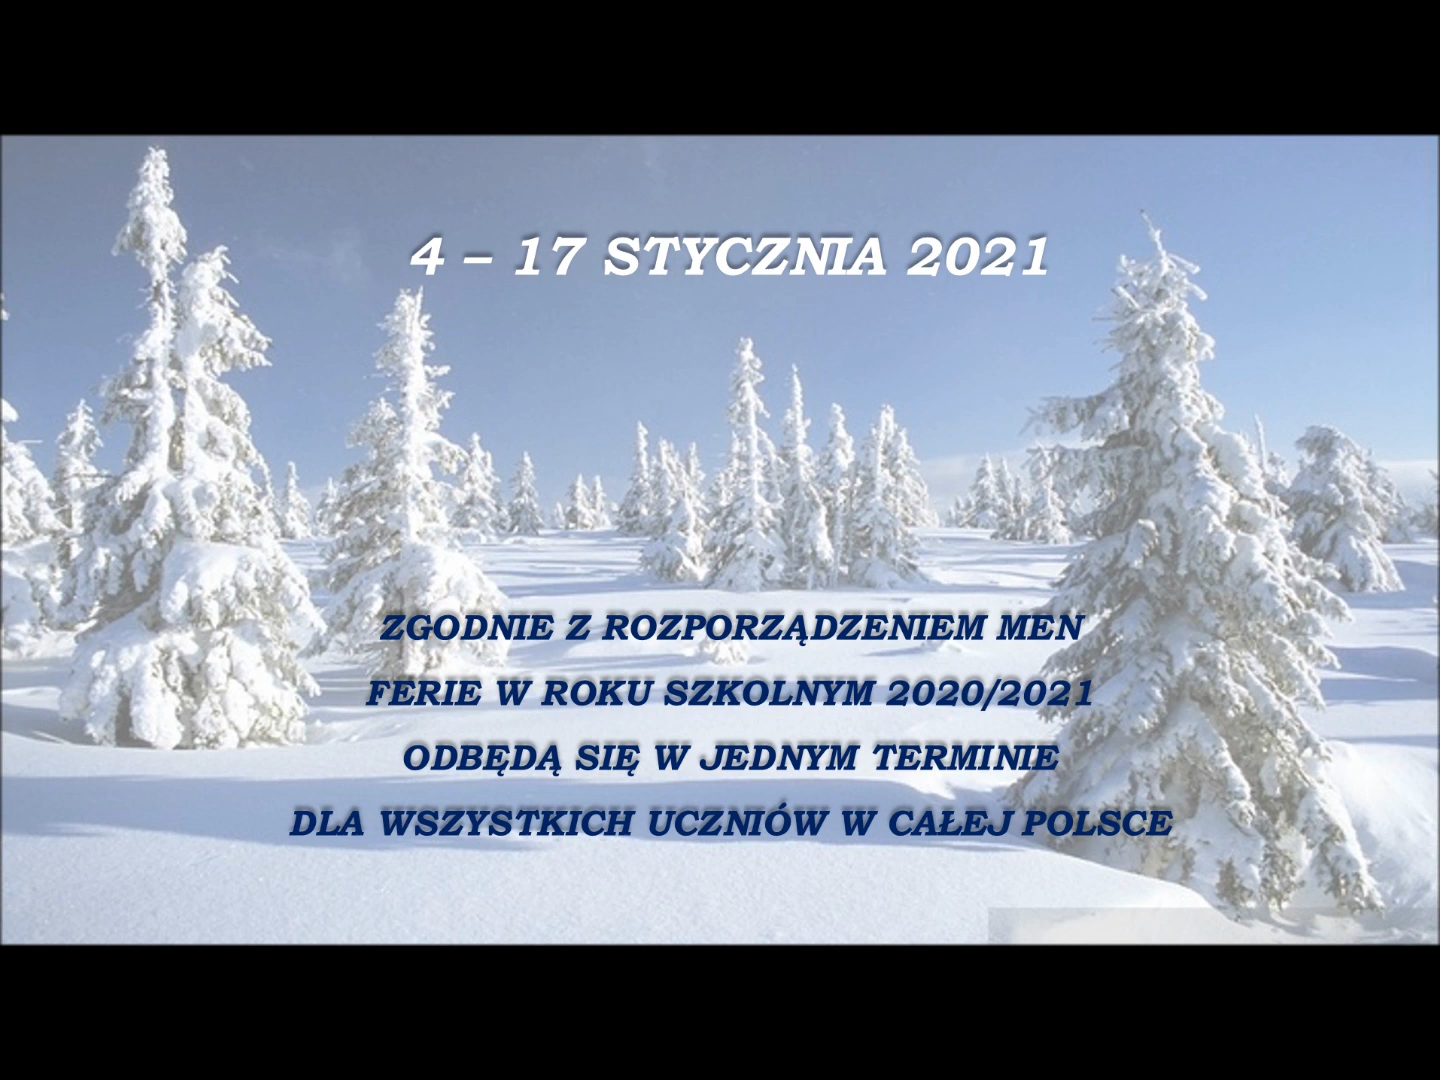 4 – 17 STYCZNIA 2021
ZGODNIE Z ROZPORZĄDZENIEM MEN
FERIE W ROKU SZKOLNYM 2020/2021
ODBĘDĄ SIĘ W JEDNYM TERMINIE
DLA WSZYSTKICH UCZNIÓW W CAŁEJ POLSCE